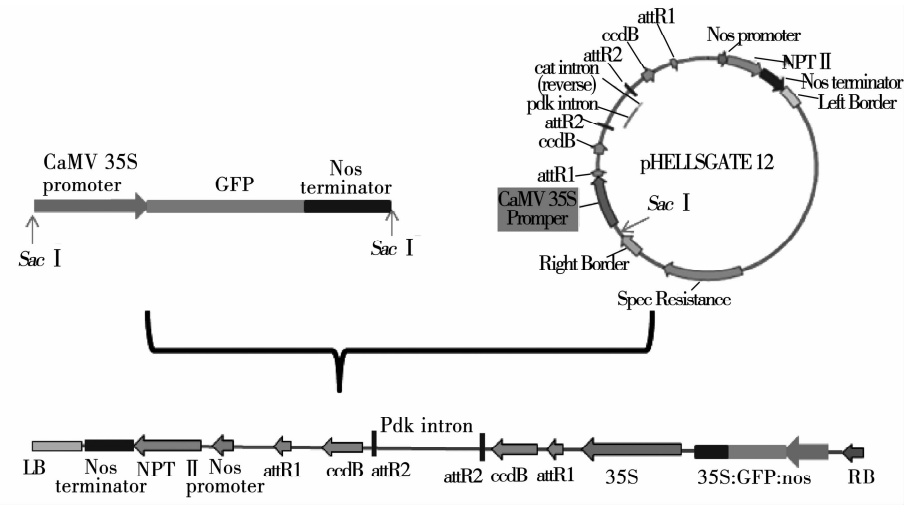 CaMV 35S
promoter
GFP
Nos
terminator
Sac I
Sac I
attR1
ccdB
attR2
cat intron
(reverse)
pdk intron
attR2
ccdB
attR1
CaMV 35S
Promper
Nos promoter
NPT II
Nos terminator
Left Border
pHELLSGATE 12
Sac I
Right Border
Spec Resistance
Pdk intron
LB
Nos
terminator
NPT II
Nos
promoter
attR1
ccdB
attR2
attR2
ccdB
attR1
35S
35S:GFP:nos
RB